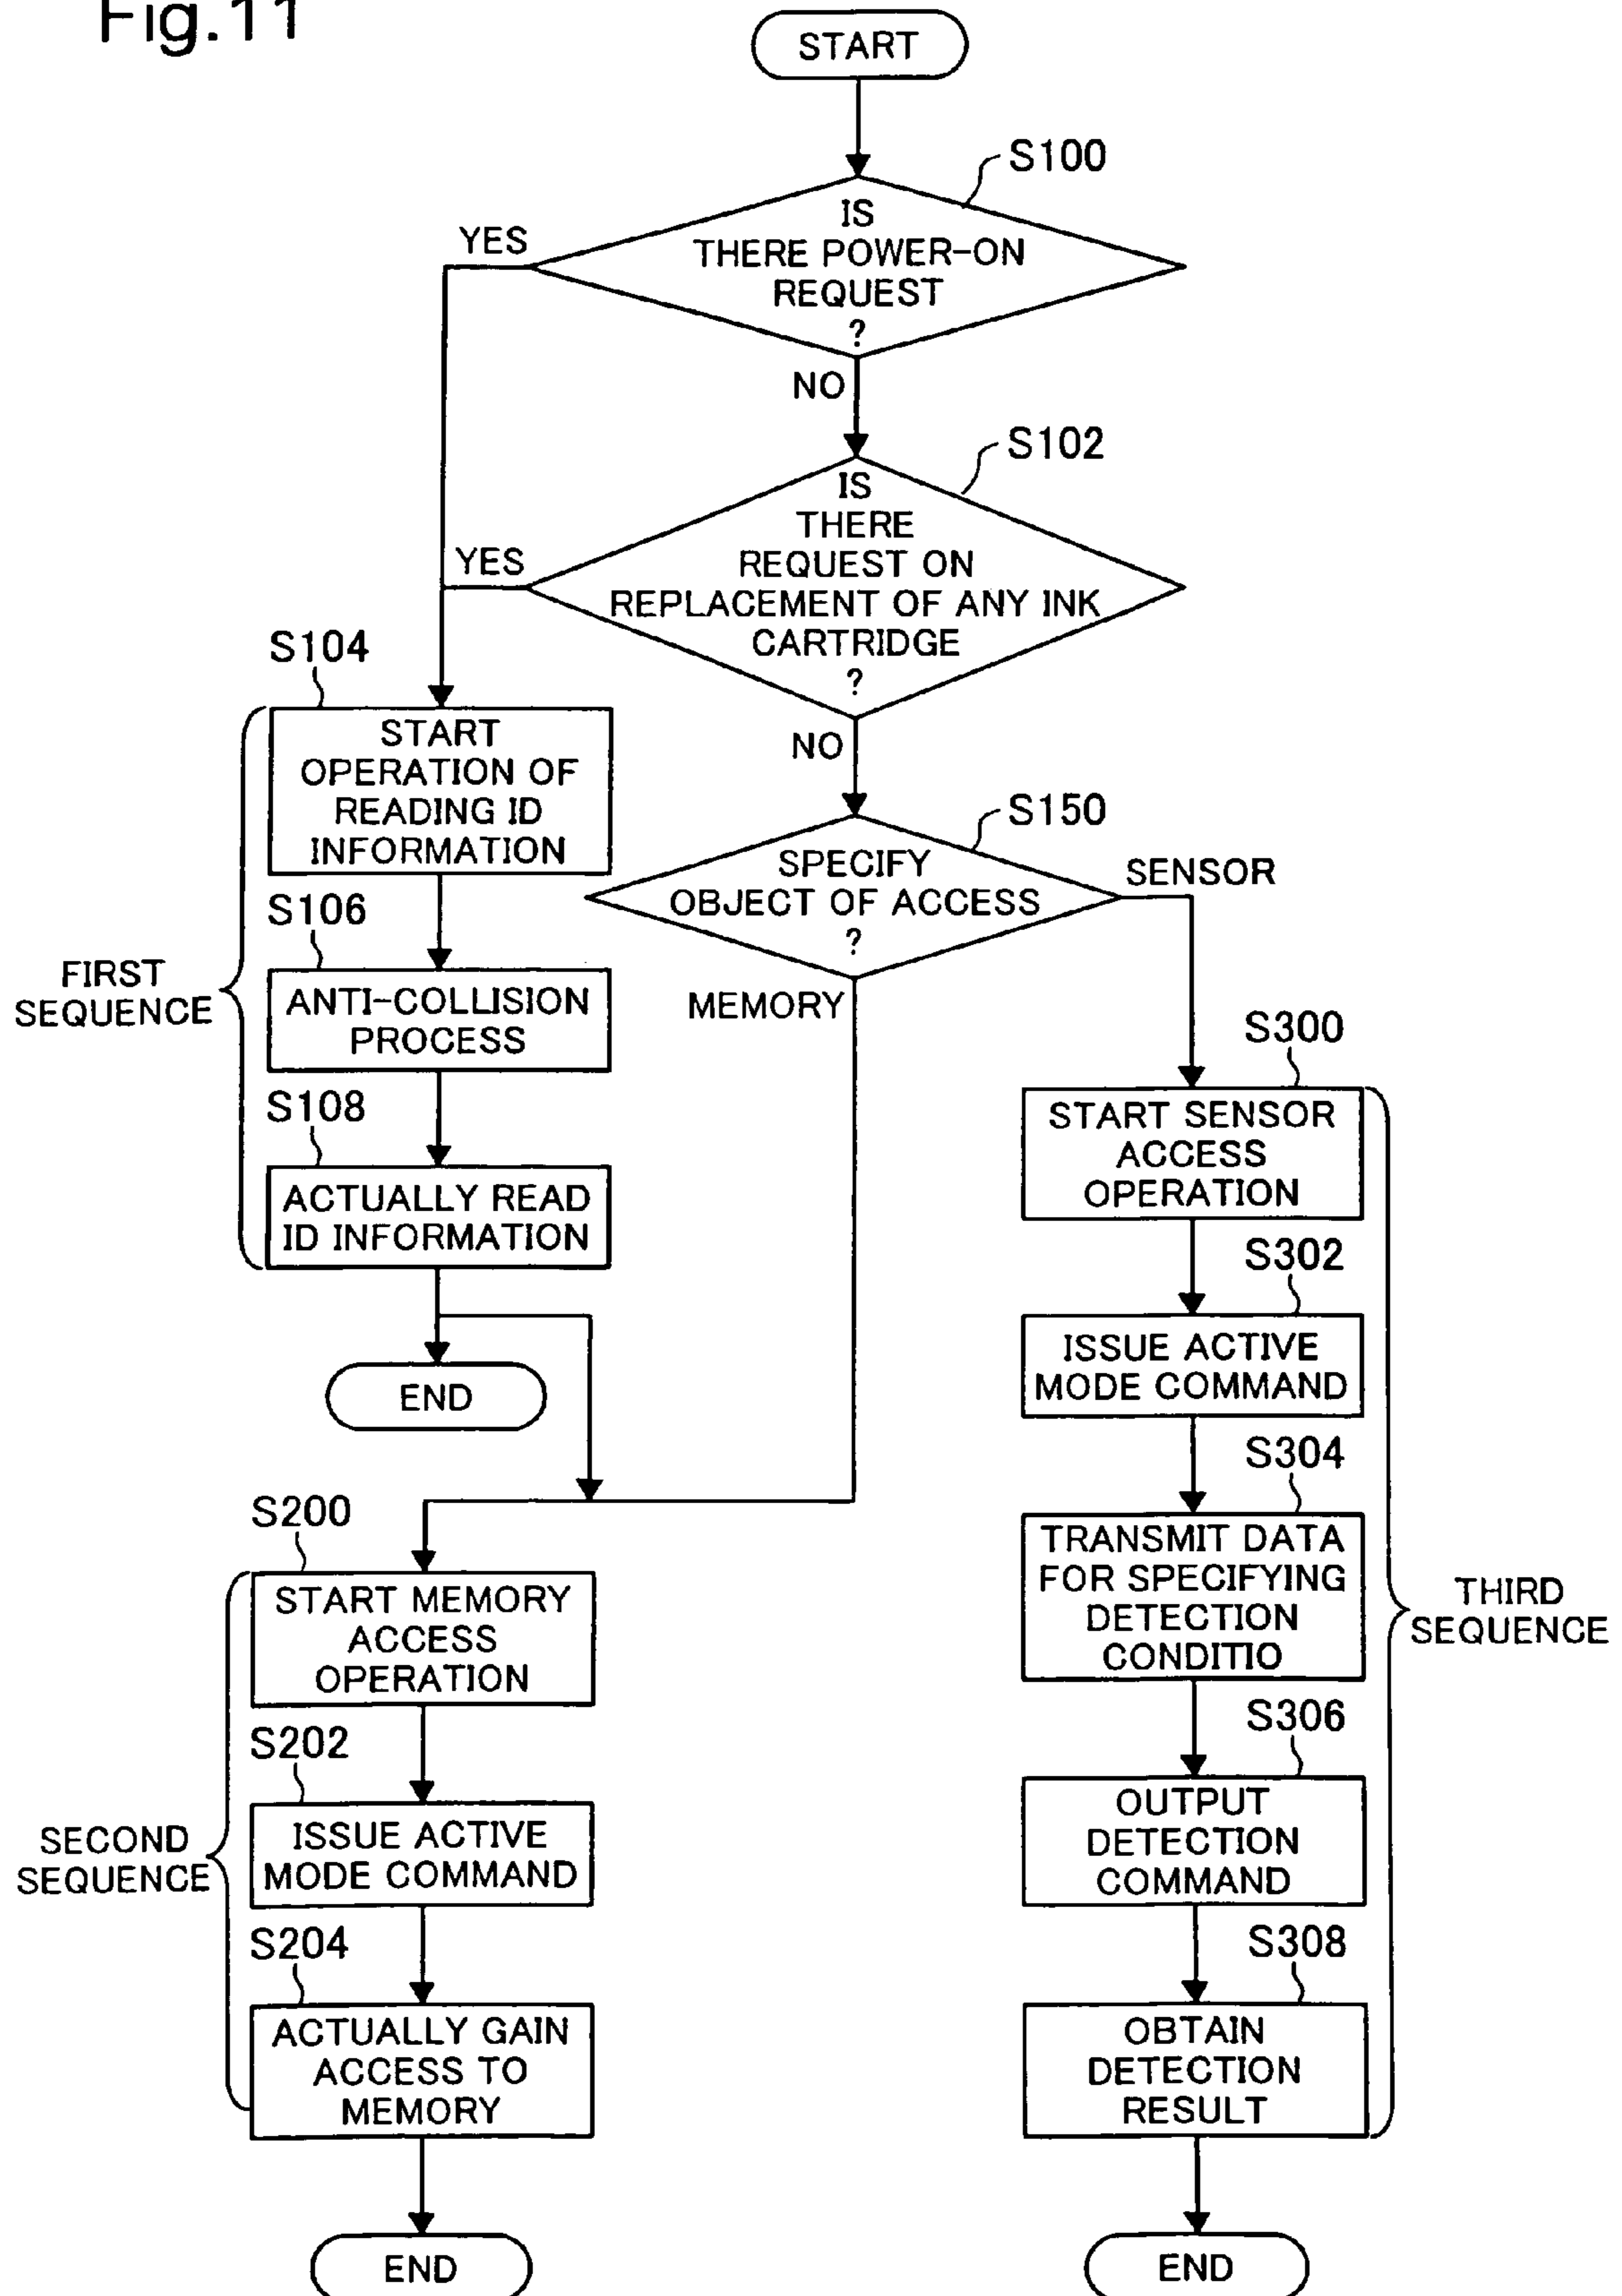 Fig.11
START
S100
IS
THERE POWER-ON
REQUEST
?
YES
NO
S102
IS
THERE
REQUEST ON
REPLACEMENT OF ANY INK
CARTRIDGE
?
YES
NO
S104
START
OPERATION OF
READING ID
INFORMATION
S106
ANTI-COLLISION
PROCESS
S108
ACTUALLY READ
ID INFORMATION
FIRST
SEQUENCE
END
S150
SPECIFY
OBJECT OF ACCESS
?
SENSOR
MEMORY
S200
START MEMORY
ACCESS
OPERATION
S202
ISSUE ACTIVE
MODE COMMAND
S204
ACTUALLY GAIN
ACCESS TO
MEMORY
SECOND
SEQUENCE
END
S300
START SENSOR
ACCESS
OPERATION
S302
ISSUE ACTIVE
MODE COMMAND
S304
TRANSMIT DATA
FOR SPECIFYING
DETECTION
CONDITIO
S306
OUTPUT
DETECTION
COMMAND
S308
OBTAIN
DETECTION
RESULT
THIRD
SEQUENCE
END